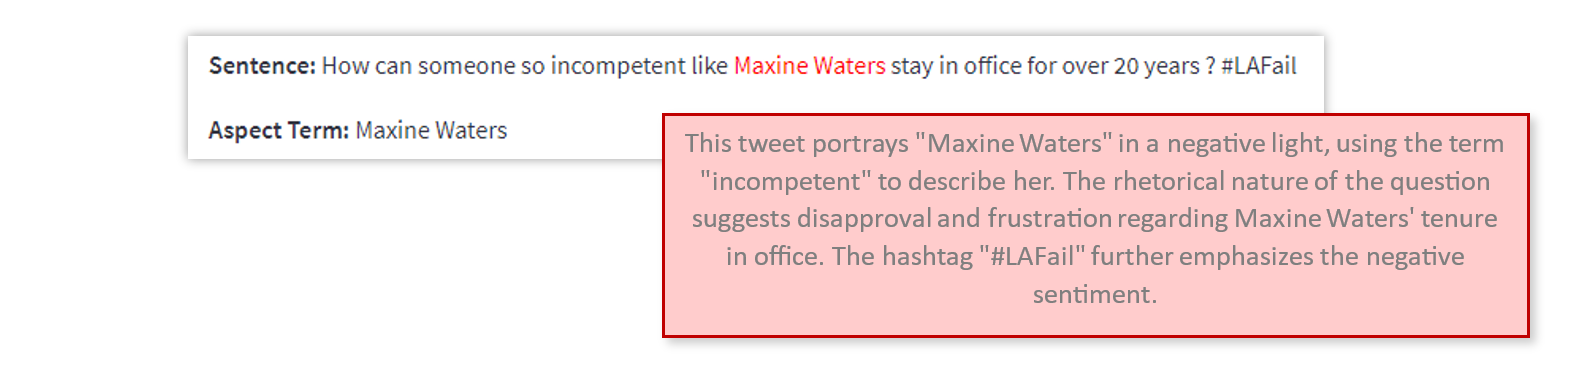 Sentence: How can someone so incompetent like Maxine Waters stay in office for over 20 years ? #LAFail
Aspect Term: Maxine Waters
This tweet portrays "Maxine Waters" in a negative light, using the term
"incompetent" to describe her. The rhetorical nature of the question
suggests disapproval and frustration regarding Maxine Waters' tenure
in office. The hashtag "#LAFail" further emphasizes the negative
sentiment.